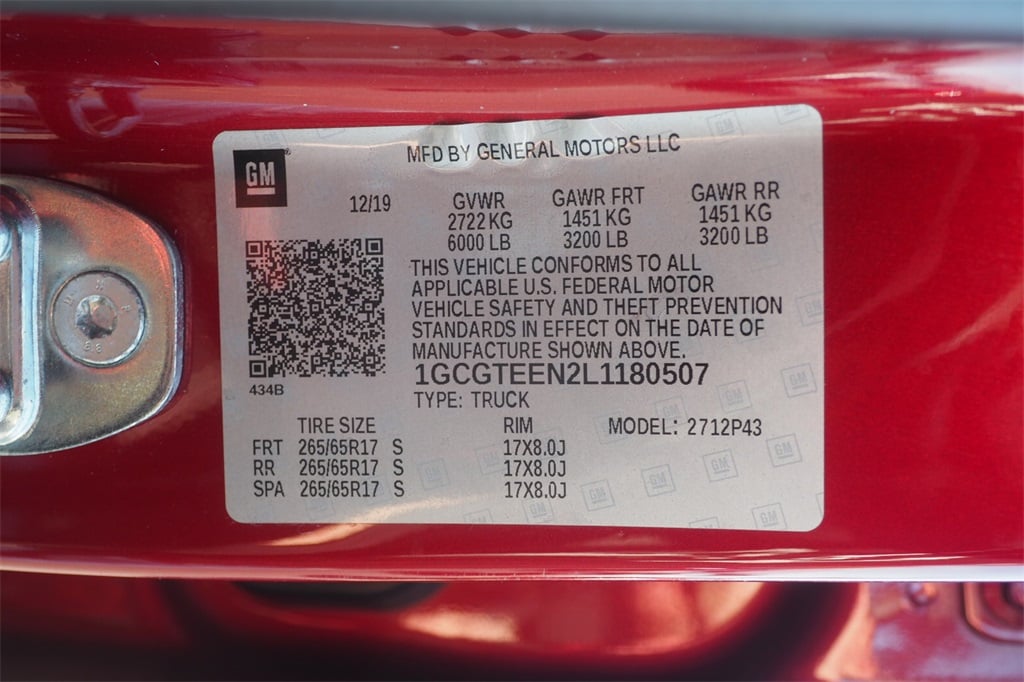 MFD BY GENERAL MOTORS LLC
GM
12/19
GVWR GAWR FRT GAWR RR
2722 KG 1451 KG 1451 KG
6000 LB 3200 LB 3200 LB
THIS VEHICLE CONFORMS TO ALL
APPLICABLE U.S. FEDERAL MOTOR
VEHICLE SAFETY AND THEFT PREVENTION
STANDARDS IN EFFECT ON THE DATE OF
MANUFACTURE SHOWN ABOVE.
434B
1GCGTEEN2L1180507
TYPE: TRUCK
TIRE SIZE RIM MODEL: 2712P43
FRT 265/65R17 S 17X8.0J
RR 265/65R17 S 17X8.0J
SPA 265/65R17 S 17X8.0J